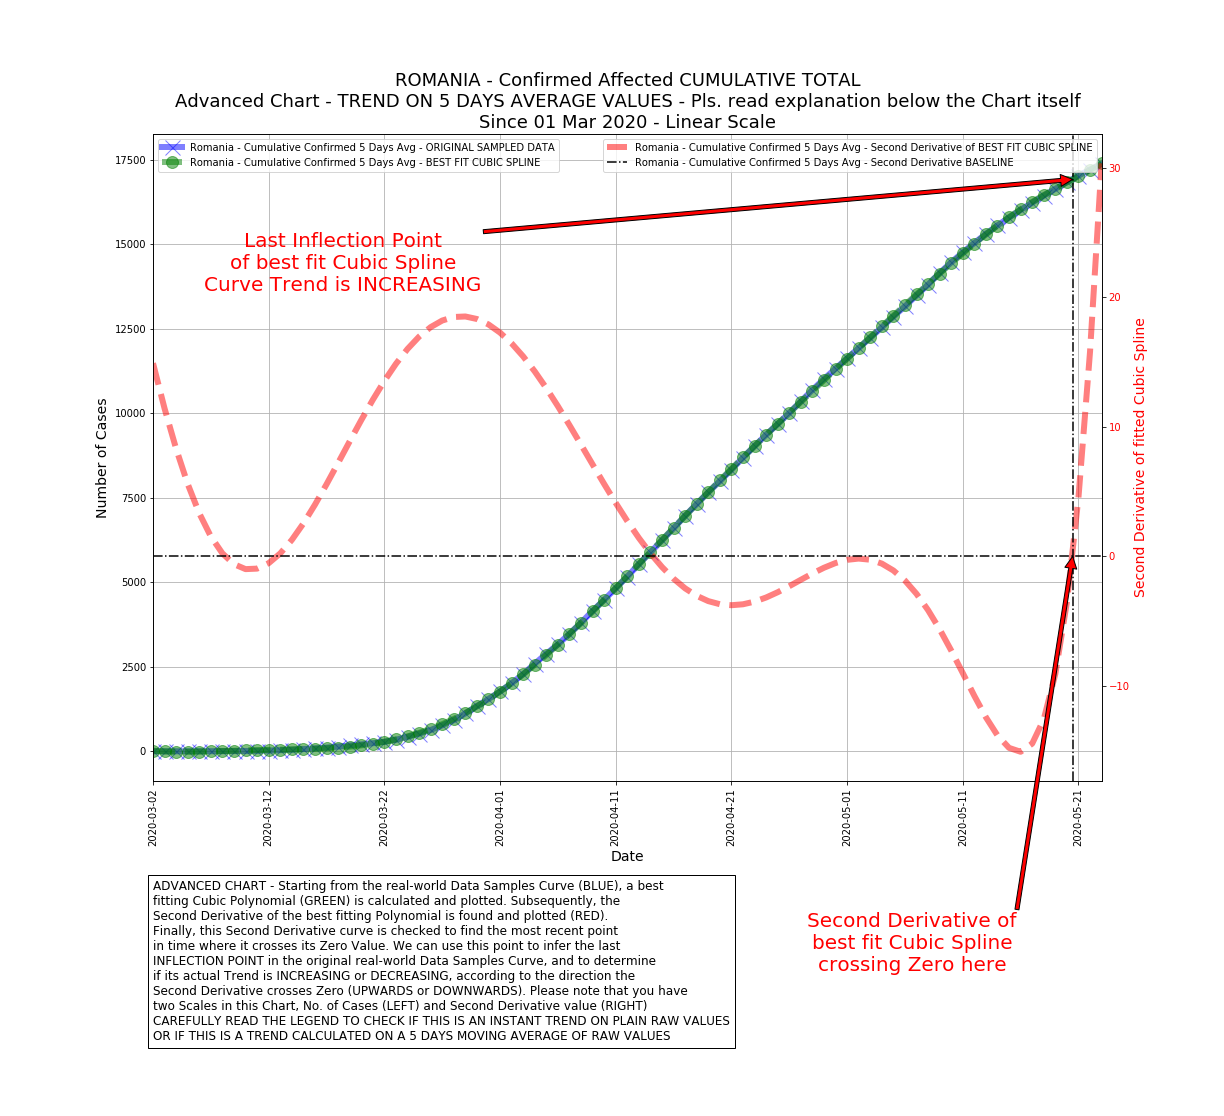 ROMANIA - Confirmed Affected CUMULATIVE TOTAL
Advanced Chart - TREND ON 5 DAYS AVERAGE VALUES - Pls. read explanation below the Chart itself
Since 01 Mar 2020 - Linear Scale
Romania - Cumulative Confirmed 5 Days Avg - ORIGINAL SAMPLED DATA
Romania - Cumulative Confirmed 5 Days Avg - BEST FIT CUBIC SPLINE
Romania - Cumulative Confirmed 5 Days Avg - Second Derivative of BEST FIT CUBIC SPLINE
Romania - Cumulative Confirmed 5 Days Avg - Second Derivative BASELINE
Last Inflection Point
of best fit Cubic Spline
Curve Trend is INCREASING
Number of Cases
17500
15000
12500
10000
7500
5000
2500
0
30
20
10
0
−10
Second Derivative of fitted Cubic Spline
2020-03-02
2020-03-12
2020-03-22
2020-04-01
2020-04-11
2020-04-21
2020-05-01
2020-05-11
2020-05-21
Date
Second Derivative of
best fit Cubic Spline
crossing Zero here
ADVANCED CHART - Starting from the real-world Data Samples Curve (BLUE), a best
fitting Cubic Polynomial (GREEN) is calculated and plotted. Subsequently, the
Second Derivative of the best fitting Polynomial is found and plotted (RED).
Finally, this Second Derivative curve is checked to find the most recent point
in time where it crosses its Zero Value. We can use this point to infer the last
INFLECTION POINT in the original real-world Data Samples Curve, and to determine
if its actual Trend is INCREASING or DECREASING, according to the direction the
Second Derivative crosses Zero (UPWARDS or DOWNWARDS). Please note that you have
two Scales in this Chart, No. of Cases (LEFT) and Second Derivative value (RIGHT)
CAREFULLY READ THE LEGEND TO CHECK IF THIS IS AN INSTANT TREND ON PLAIN RAW VALUES
OR IF THIS IS A TREND CALCULATED ON A 5 DAYS MOVING AVERAGE OF RAW VALUES